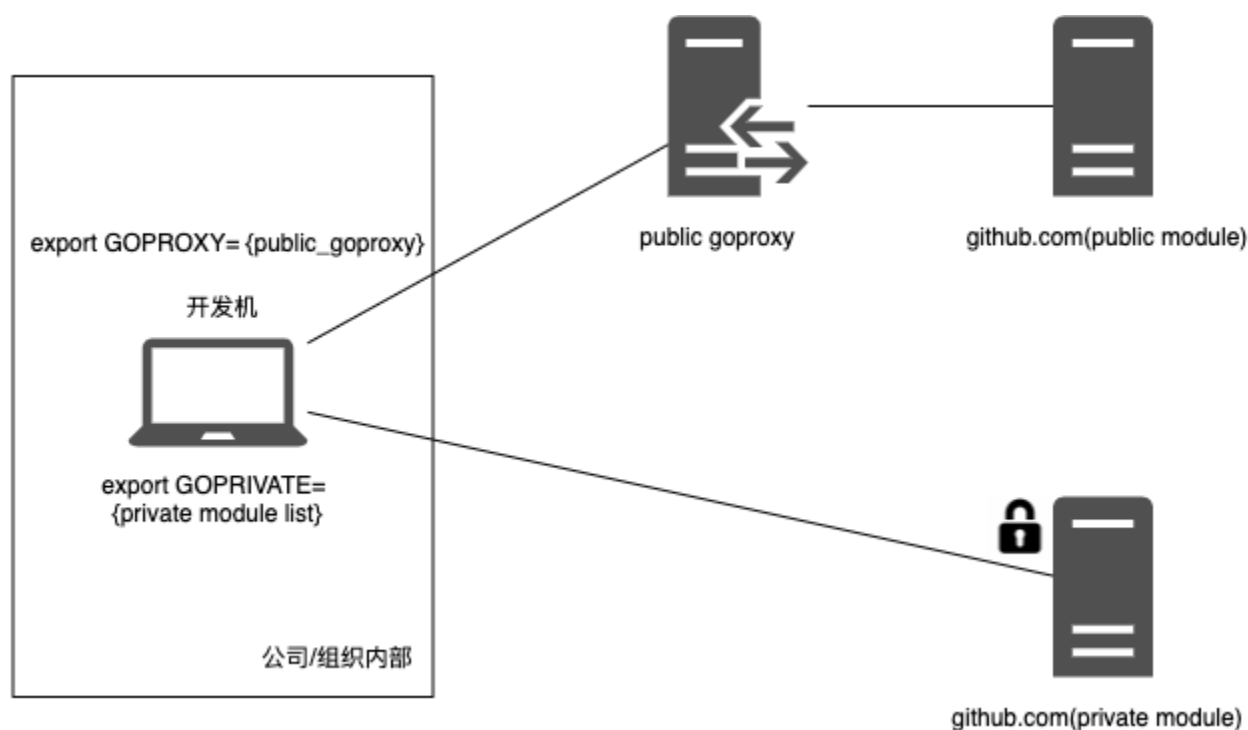 public goproxy
github.com(public module)
export GOPROXY= {public_goproxy}
开发机
export GOPRIVATE=
{private module list}
公司/组织内部
github.com(private module)